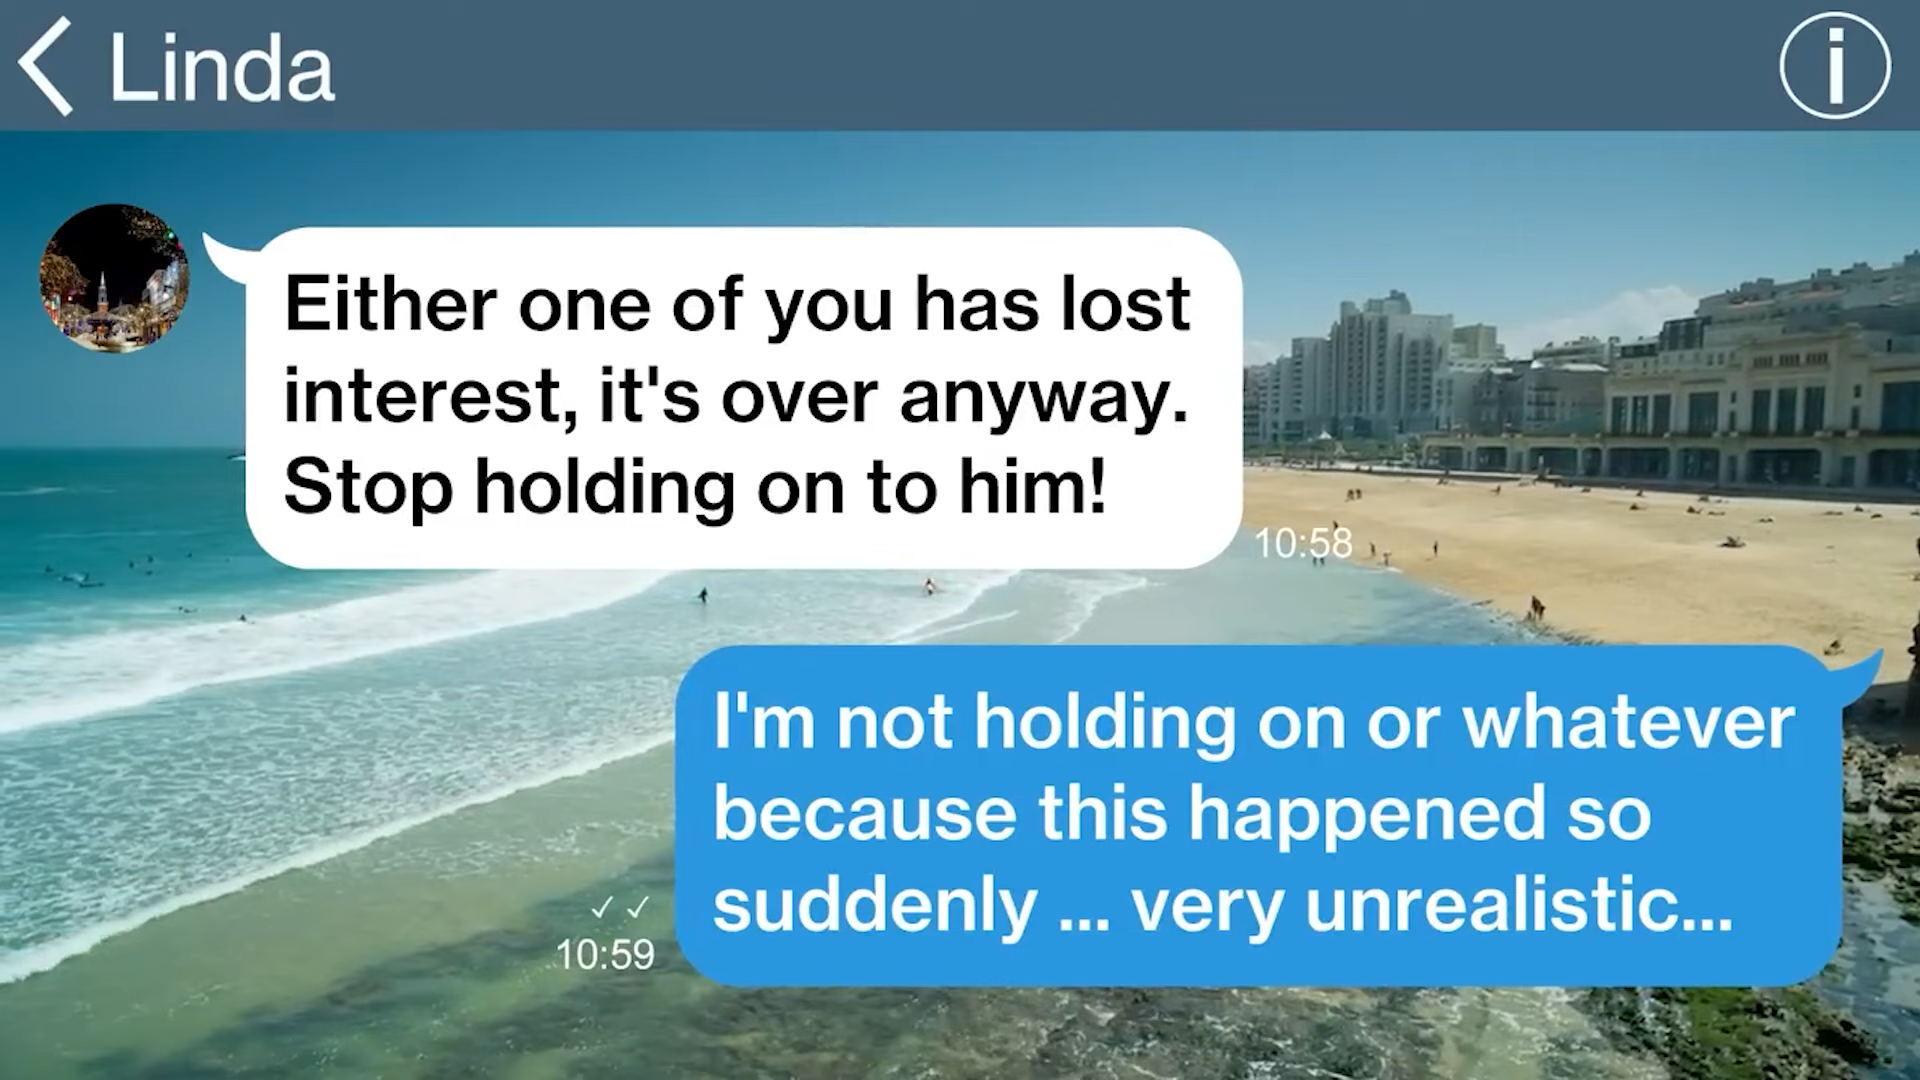 Linda
Either one of you has lost
interest, it's over anyway.
Stop holding on to him!
10:58
I'm not holding on or whatever
because this happened so
suddenly ... very unrealistic...
10:59